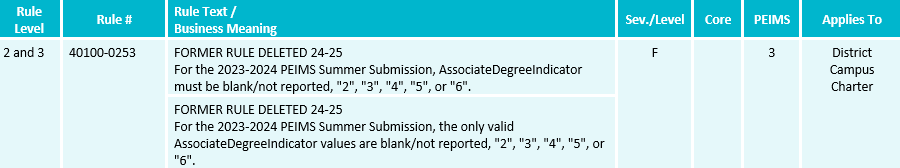 Rule Level
Rule #
Rule Text /
Business Meaning
Sev./Level
Core
PEIMS
Applies To
2 and 3
40100-0253
FORMER RULE DELETED 24-25
For the 2023-2024 PEIMS Summer Submission, AssociateDegreeIndicator
must be blank/not reported, "2", "3", "4", "5", or "6".
F
3
District
Campus
Charter
FORMER RULE DELETED 24-25
For the 2023-2024 PEIMS Summer Submission, the only valid
AssociateDegreeIndicator values are blank/not reported, "2", "3", "4", "5", or
"6".